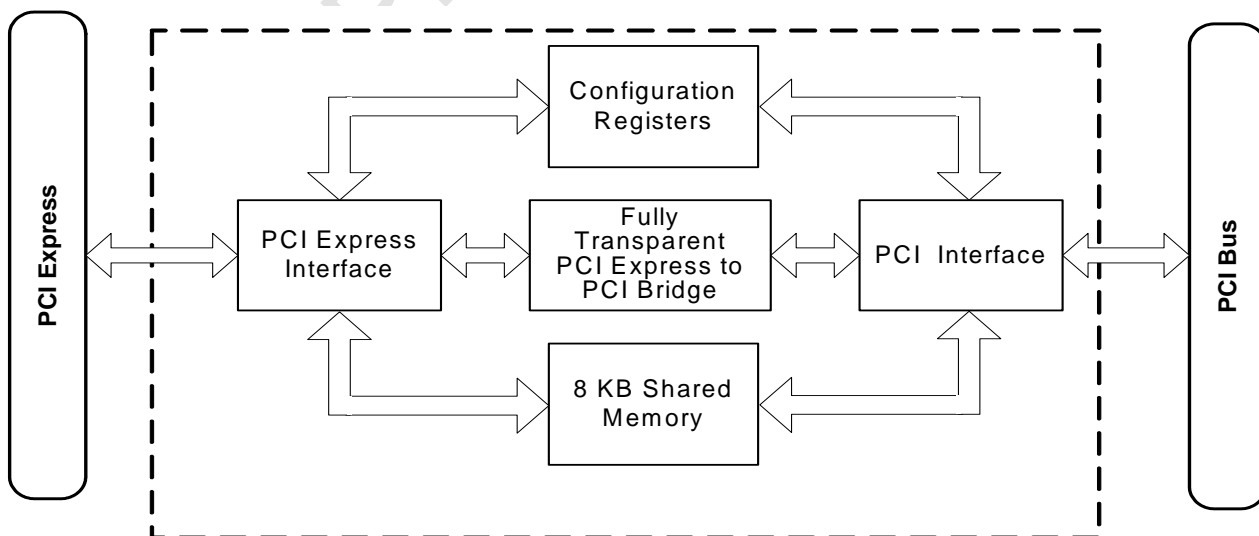 Configuration
Registers
PCI Express
PCI Express
Interface
Fully
Transparent
PCI Express to
PCI Bridge
PCI Interface
PCI Bus
8 KB Shared
Memory